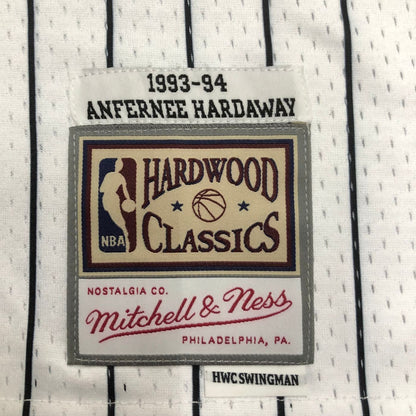 1993-94
ANFERNEE HARDAWAY
NBA
HARDWOOD
CLASSICS
NOSTALGIA CO.
Mitchell & Ness
PHILADELPHIA, PA.
HWC SWINGMAN